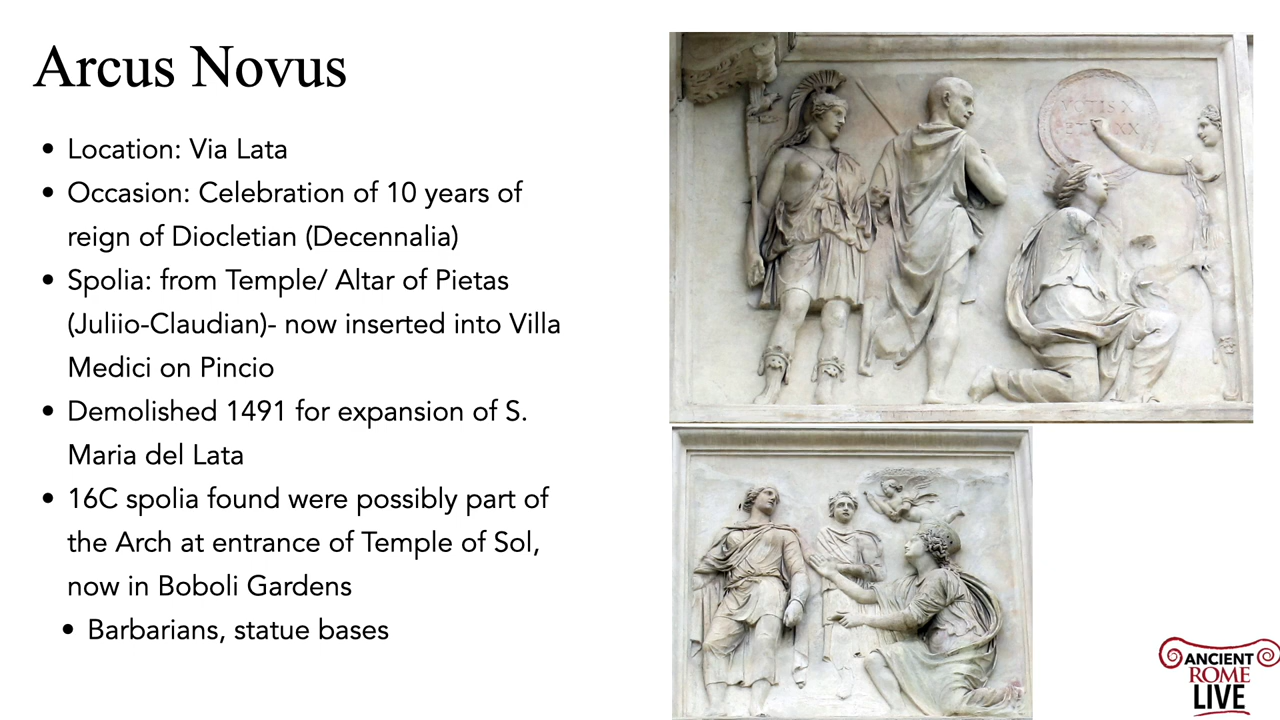 Arcus Novus
• Location: Via Lata
• Occasion: Celebration of 10 years of
reign of Diocletian (Decennalia)
• Spolia: from Temple/ Altar of Pietas
(Juliio-Claudian)- now inserted into Villa
Medici on Pincio
• Demolished 1491 for expansion of S.
Maria del Lata
• 16C spolia found were possibly part of
the Arch at entrance of Temple of Sol,
now in Boboli Gardens
• Barbarians, statue bases
VOTIS X
ET XX
ANCIENT
ROME
LIVE